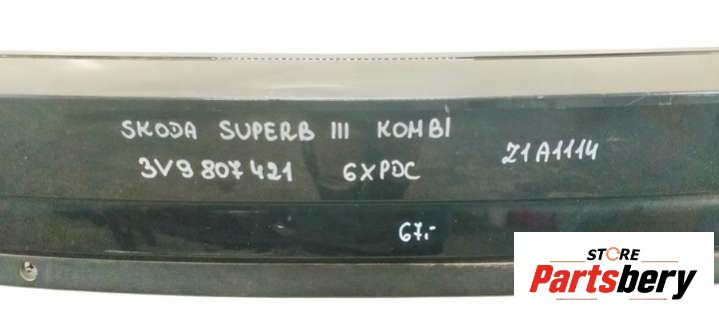 SKODA SUPERB III KOMBI
3V9 807 421 6XPDC Z1A1114
67.-
STORE
Partsbery